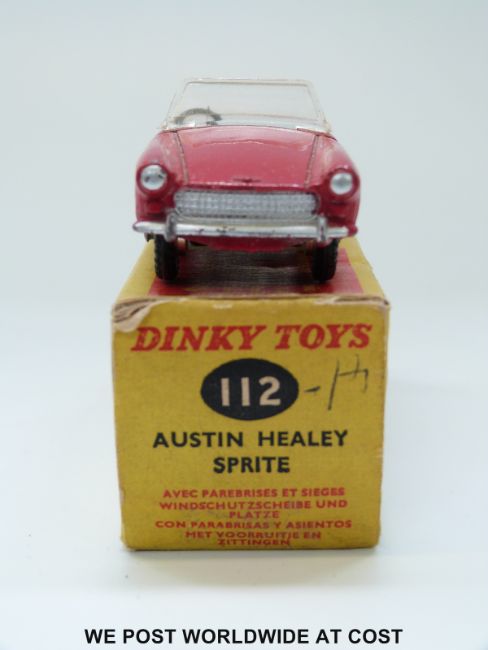 DINKY TOYS
112
AUSTIN HEALEY
SPRITE
AVEC PAREBRISES ET SIEGES
WINDSCHUTZSCHEIBE UND
PLATZE
CON PARABRISAS Y ASIENTOS
MET VOORRUITJE EN
ZITTINGEN
WE POST WORLDWIDE AT COST